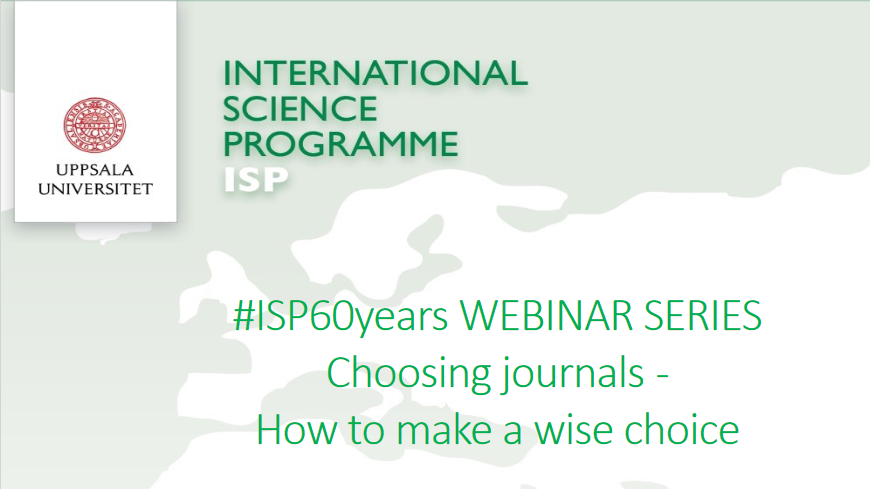 UPPSALA
UNIVERSITET
INTERNATIONAL
SCIENCE
PROGRAMME
ISP
#ISP60years WEBINAR SERIES
Choosing journals -
How to make a wise choice